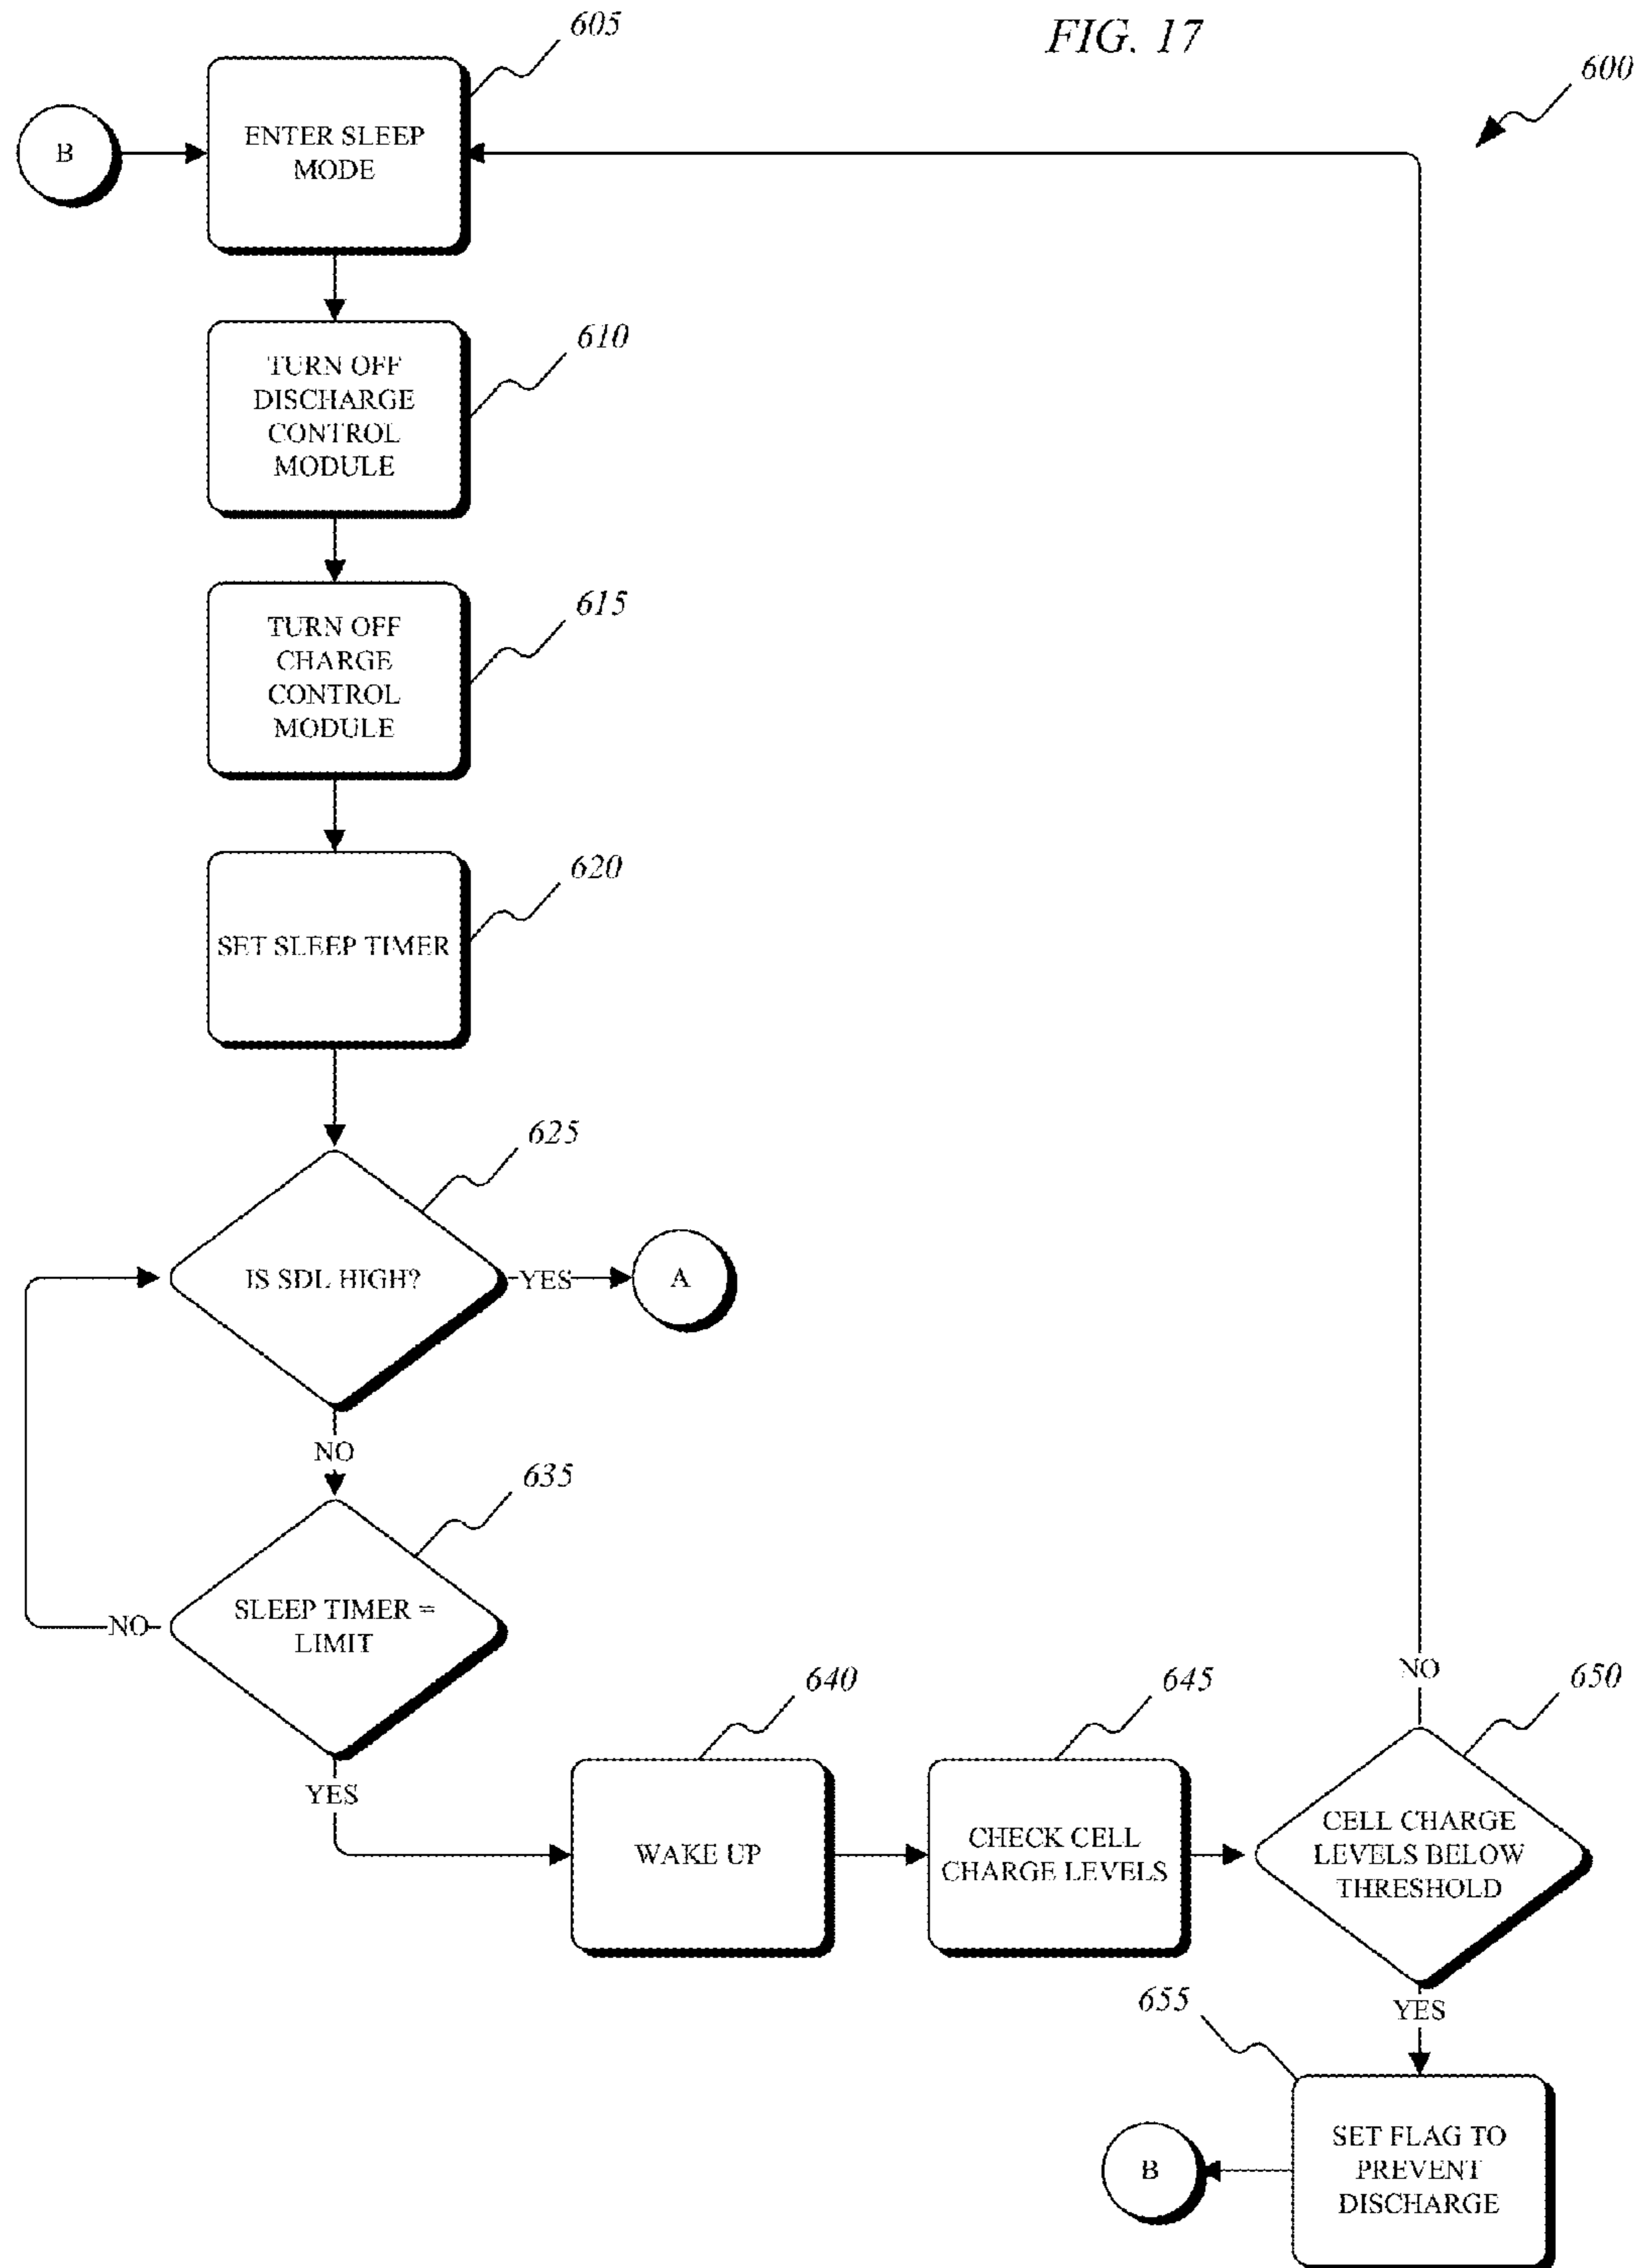 FIG. 17
600
605
B
ENTER SLEEP
MODE
610
TURN OFF
DISCHARGE
CONTROL
MODULE
615
TURN OFF
CHARGE
CONTROL
MODULE
620
SET SLEEP TIMER
625
IS SDL HIGH?
YES
A
NO
635
SLEEP TIMER =
LIMIT
NO
YES
640
WAKE UP
645
CHECK CELL
CHARGE LEVELS
650
NO
CELL CHARGE
LEVELS BELOW
THRESHOLD
YES
655
SET FLAG TO
PREVENT
DISCHARGE
B